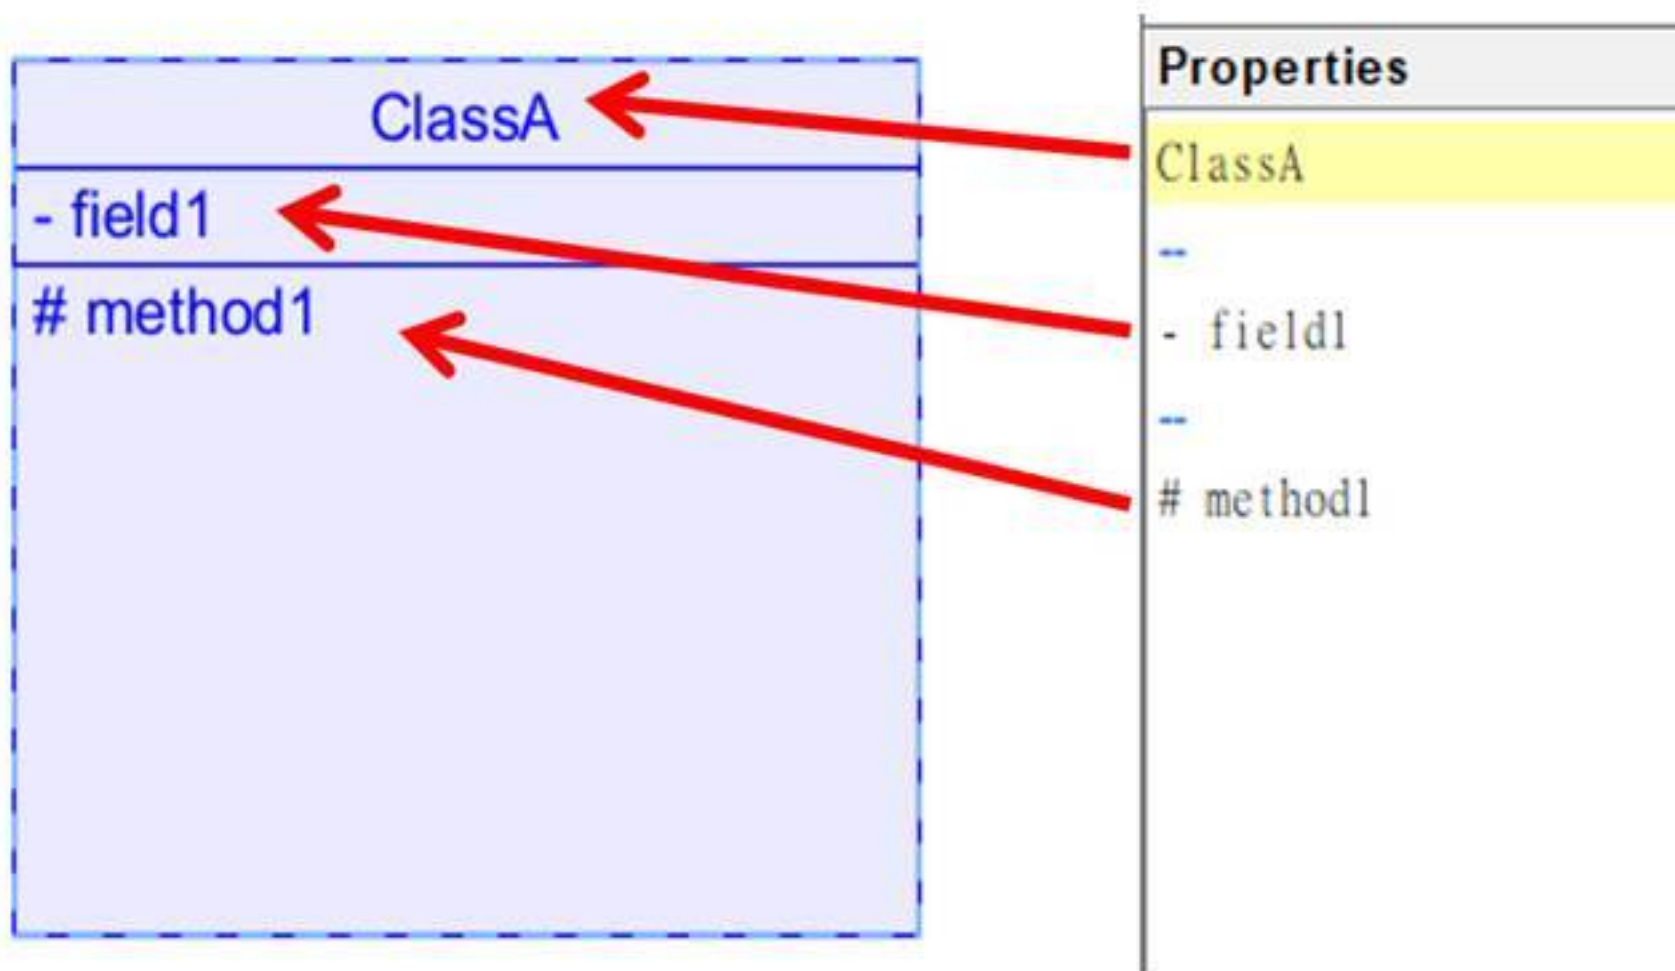 ClassA
- field1
# method1
Properties
ClassA
--
- field1
--
# method1